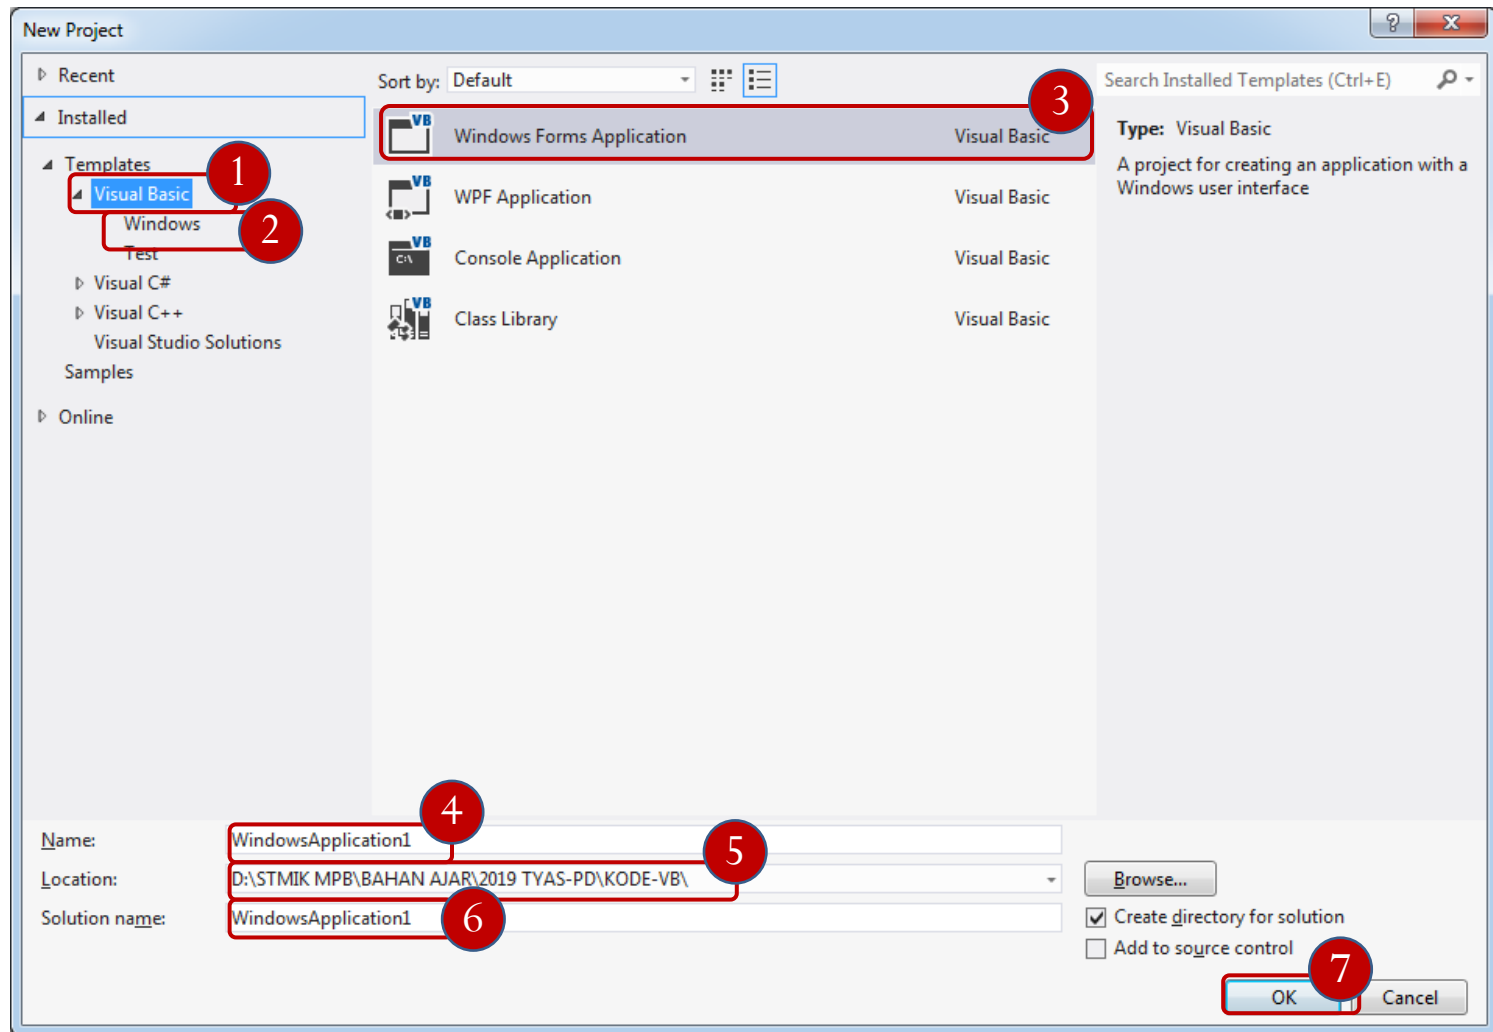 New Project
?
Recent
Installed
Templates
Visual Basic
1
Windows
2
Test
Visual C#
Visual C++
Visual Studio Solutions
Samples
Online
Sort by: Default
3
VB Windows Forms Application Visual Basic
VB WPF Application Visual Basic
VB C:\ Console Application Visual Basic
VB Class Library Visual Basic
Search Installed Templates (Ctrl+E)
Type: Visual Basic
A project for creating an application with a
Windows user interface
4
Name: WindowsApplication1
5
Location: D:\STMIK MPB\BAHAN AJAR\2019 TYAS-PD\KODE-VB\
Browse...
Solution name: WindowsApplication1
6
Create directory for solution
Add to source control
7
OK Cancel